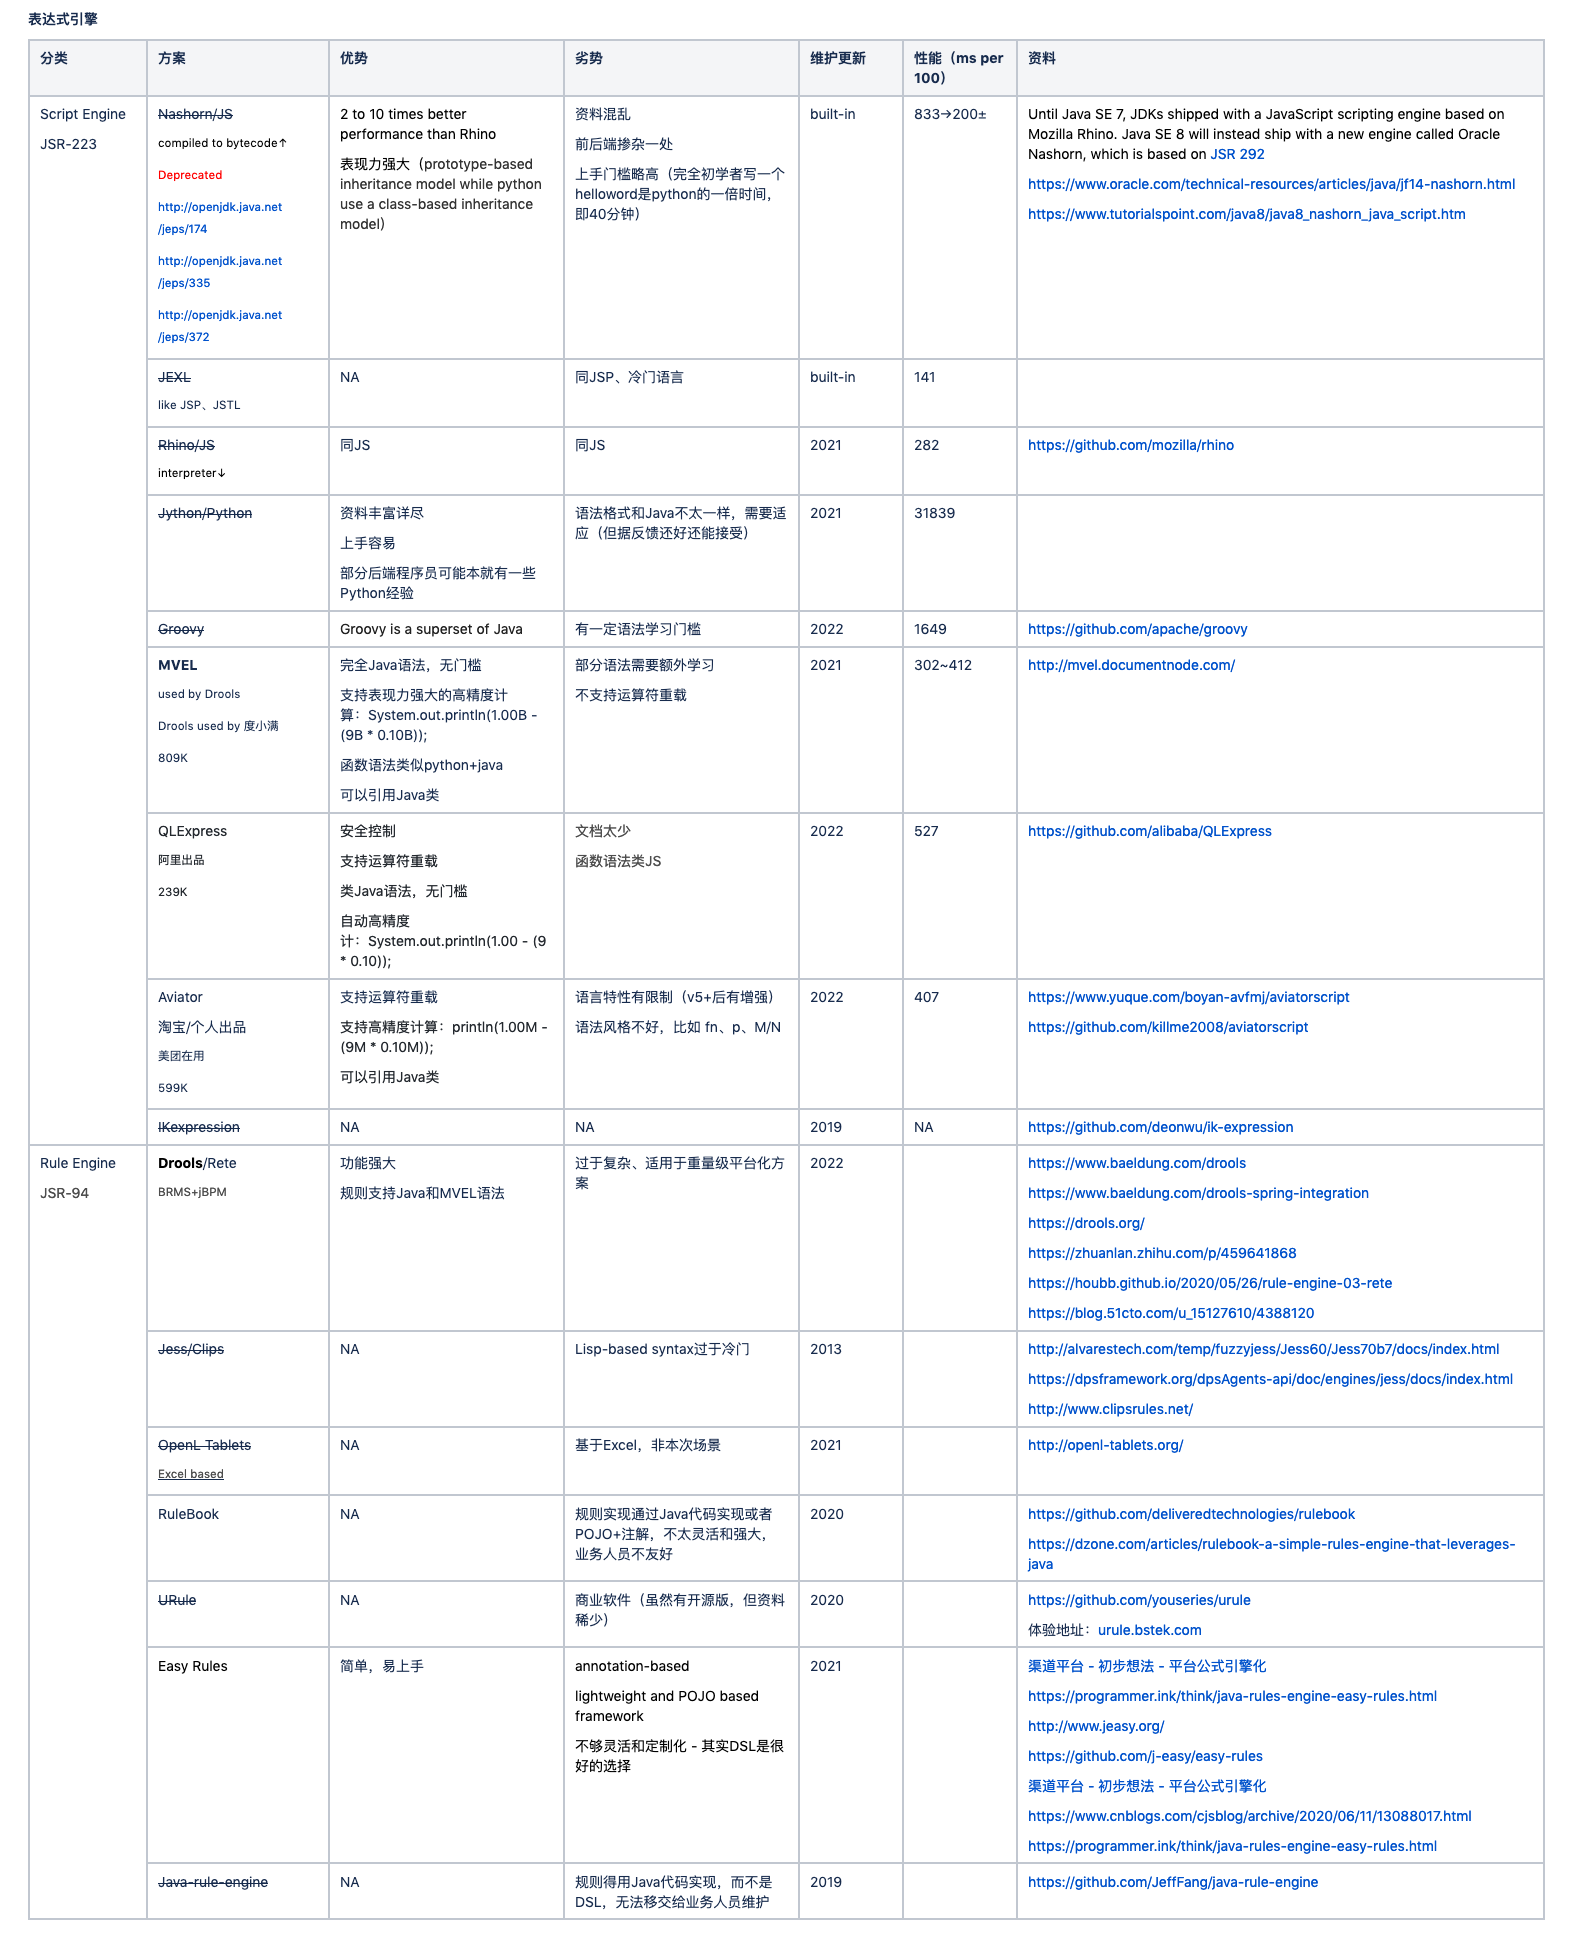 表达式引擎
分类
方案
优势
劣势
维护更新
性能（ms per
100）
资料
Script Engine
JSR-223
Nashorn/JS
compiled to bytecode↑
Deprecated
http://openjdk.java.net
/jeps/174
http://openjdk.java.net
/jeps/335
http://openjdk.java.net
/jeps/372
2 to 10 times better
performance than Rhino
表现力强大（prototype-based
inheritance model while python
use a class-based inheritance
model）
资料混乱
前后端掺杂一处
上手门槛略高（完全初学者写一个
helloword是python的一倍时间，
即40分钟）
built-in
833→200±
Until Java SE 7, JDKs shipped with a JavaScript scripting engine based on
Mozilla Rhino. Java SE 8 will instead ship with a new engine called Oracle
Nashorn, which is based on JSR 292
https://www.oracle.com/technical-resources/articles/java/jf14-nashorn.html
https://www.tutorialspoint.com/java8/java8_nashorn_java_script.htm
JEXL
like JSP、JSTL
NA
同JSP、冷门语言
built-in
141
Rhino/JS
interpreter↓
同JS
同JS
2021
282
https://github.com/mozilla/rhino
Jython/Python
资料丰富详尽
上手容易
部分后端程序员可能本就有一些
Python经验
语法格式和Java不太一样，需要适
应（但据反馈还好还能接受）
2021
31839
Groovy
Groovy is a superset of Java
有一定语法学习门槛
2022
1649
https://github.com/apache/groovy
MVEL
used by Drools
Drools used by 度小满
809K
完全Java语法，无门槛
支持表现力强大的高精度计
算：System.out.println(1.00B -
(9B * 0.10B));
函数语法类似python+java
可以引用Java类
部分语法需要额外学习
不支持运算符重载
2021
302~412
http://mvel.documentnode.com/
QLExpress
阿里出品
239K
安全控制
支持运算符重载
类Java语法，无门槛
自动高精度
计：System.out.println(1.00 - (9
* 0.10));
文档太少
函数语法类JS
2022
527
https://github.com/alibaba/QLExpress
Aviator
淘宝/个人出品
美团在用
599K
支持运算符重载
支持高精度计算：println(1.00M -
(9M * 0.10M));
可以引用Java类
语言特性有限制（v5+后有增强）
语法风格不好，比如 fn、p、M/N
2022
407
https://www.yuque.com/boyan-avfmj/aviatorscript
https://github.com/killme2008/aviatorscript
IKexpression
NA
NA
2019
NA
https://github.com/deonwu/ik-expression
Rule Engine
JSR-94
Drools/Rete
BRMS+jBPM
功能强大
规则支持Java和MVEL语法
过于复杂、适用于重量级平台化方
案
2022
https://www.baeldung.com/drools
https://www.baeldung.com/drools-spring-integration
https://drools.org/
https://zhuanlan.zhihu.com/p/459641868
https://houbb.github.io/2020/05/26/rule-engine-03-rete
https://blog.51cto.com/u_15127610/4388120
Jess/Clips
NA
Lisp-based syntax过于冷门
2013
http://alvarestech.com/temp/fuzzyjess/Jess60/Jess70b7/docs/index.html
https://dpsframework.org/dpsAgents-api/doc/engines/jess/docs/index.html
http://www.clipsrules.net/
OpenL Tablets
Excel based
NA
基于Excel，非本次场景
2021
http://openl-tablets.org/
RuleBook
NA
规则实现通过Java代码实现或者
POJO+注解，不太灵活和强大，
业务人员不友好
2020
https://github.com/deliveredtechnologies/rulebook
https://dzone.com/articles/rulebook-a-simple-rules-engine-that-leverages-
java
URule
NA
商业软件（虽然有开源版，但资料
稀少）
2020
https://github.com/youseries/urule
体验地址：urule.bstek.com
Easy Rules
简单，易上手
annotation-based
lightweight and POJO based
framework
不够灵活和定制化 - 其实DSL是很
好的选择
2021
渠道平台 - 初步想法 - 平台公式引擎化
https://programmer.ink/think/java-rules-engine-easy-rules.html
http://www.jeasy.org/
https://github.com/j-easy/easy-rules
渠道平台 - 初步想法 - 平台公式引擎化
https://www.cnblogs.com/cjsblog/archive/2020/06/11/13088017.html
https://programmer.ink/think/java-rules-engine-easy-rules.html
Java-rule-engine
NA
规则得用Java代码实现，而不是
DSL，无法移交给业务人员维护
2019
https://github.com/JeffFang/java-rule-engine